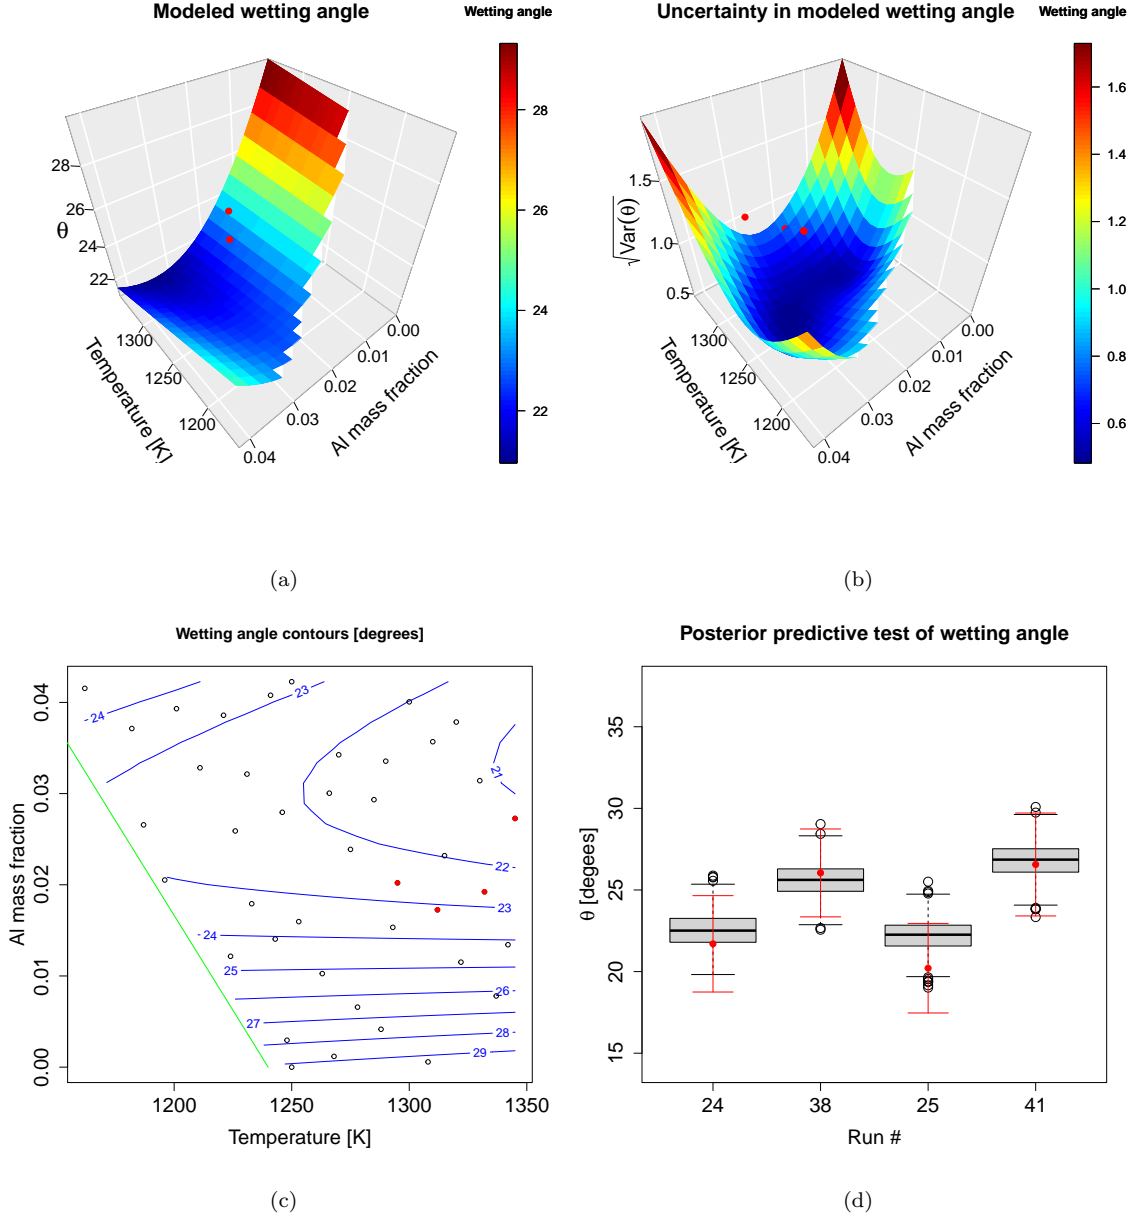 Modeled wetting angle
Wetting angle
θ
28
26
24
22
1300
1250
1200
Temperature [K]
0.00
0.01
0.02
0.03
0.04
Al mass fraction
28
26
24
22
(a)
Uncertainty in modeled wetting angle
Wetting angle
√Var(θ)
1.5
1.0
0.5
1300
1250
1200
Temperature [K]
0.00
0.01
0.02
0.03
0.04
Al mass fraction
1.6
1.4
1.2
1.0
0.8
0.6
(b)
Wetting angle contours [degrees]
Al mass fraction
0.04
0.03
0.02
0.01
0.00
24
23
21
22
23
24
25
26
27
28
29
1200 1250 1300 1350
Temperature [K]
(c)
Posterior predictive test of wetting angle
θ [degees]
35
30
25
20
15
24 38 25 41
Run #
(d)